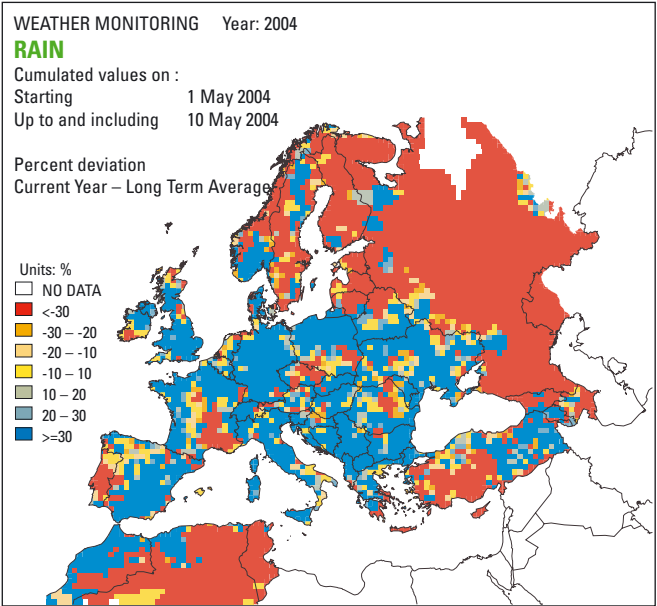 WEATHER MONITORING Year: 2004
RAIN
Cumulated values on :
Starting 1 May 2004
Up to and including 10 May 2004
Percent deviation
Current Year – Long Term Average
Units: %
NO DATA
<-30
-30 – -20
-20 – -10
-10 – 10
10 – 20
20 – 30
>=30